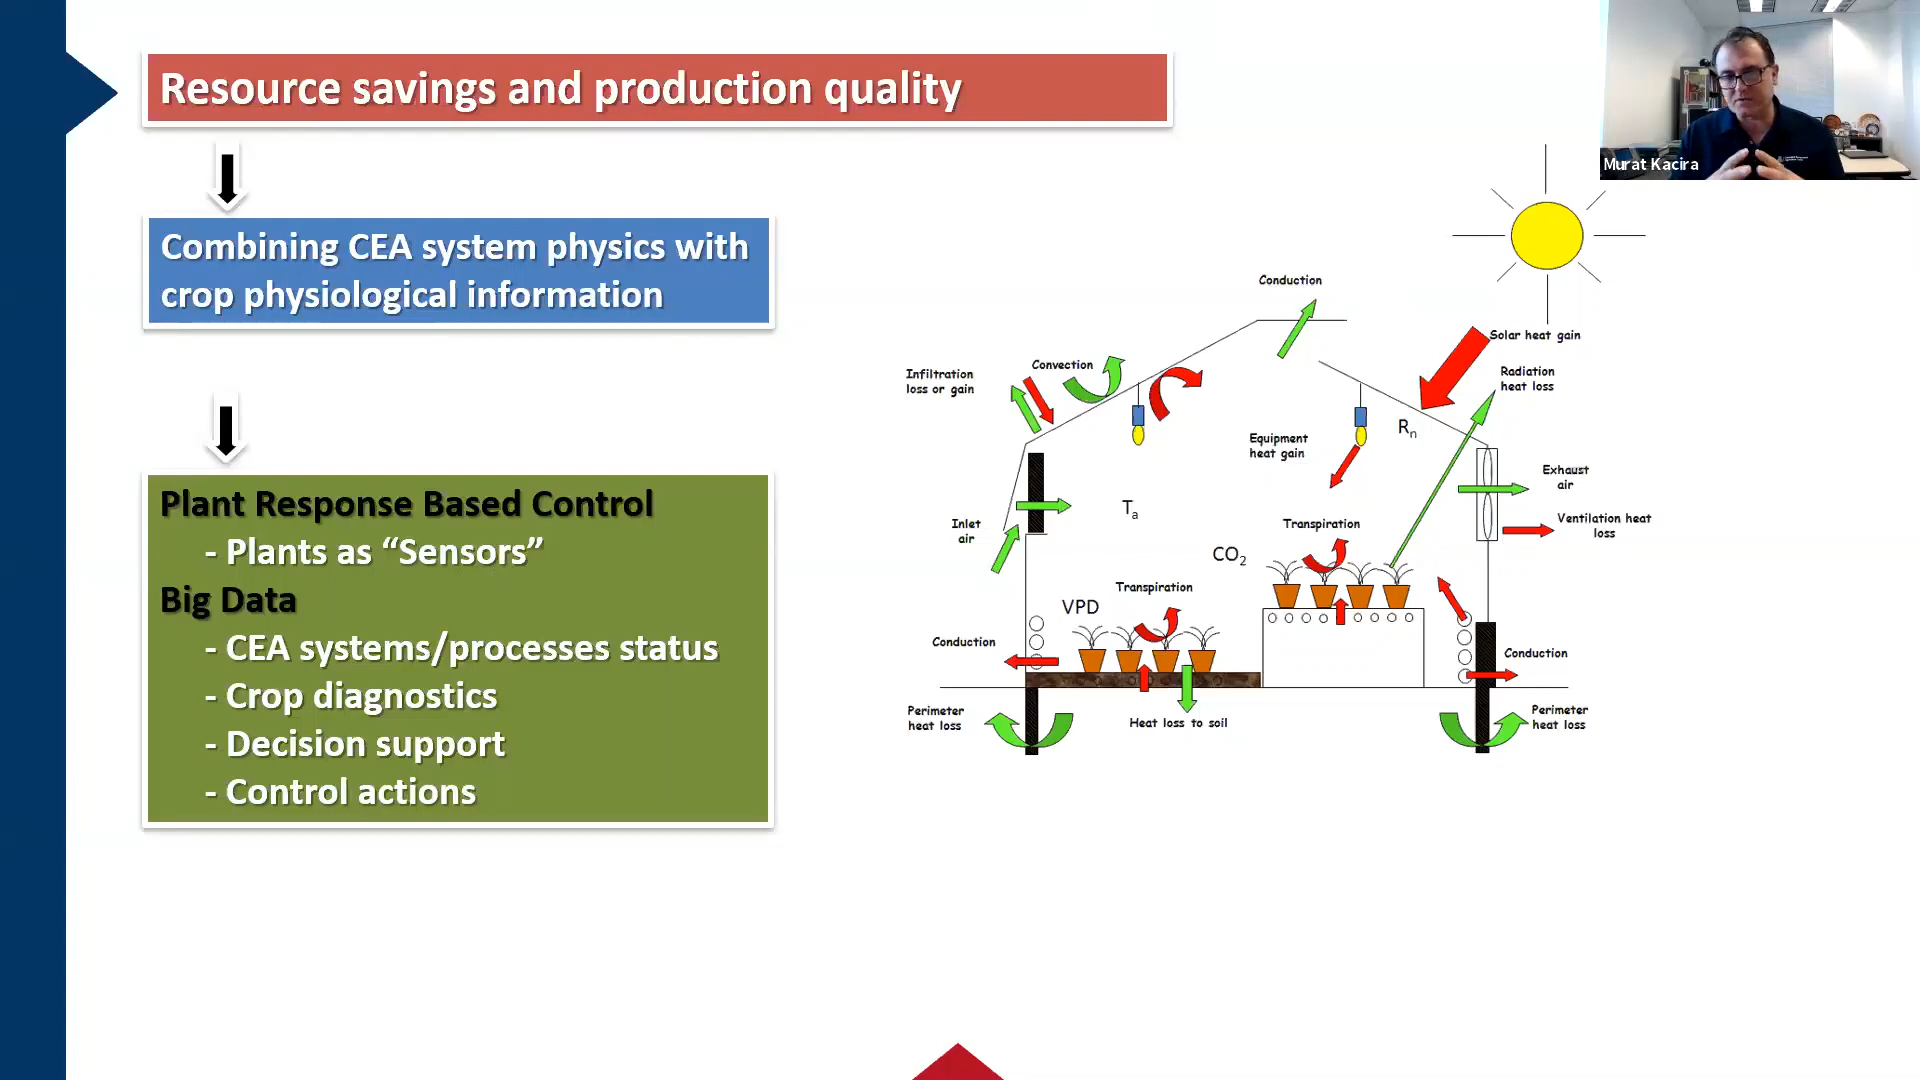 Resource savings and production quality
Combining CEA system physics with
crop physiological information
Plant Response Based Control
- Plants as “Sensors”
Big Data
- CEA systems/processes status
- Crop diagnostics
- Decision support
- Control actions
Murat Kacira
Conduction
Solar heat gain
Radiation
heat loss
Convection
Infiltration
loss or gain
Rn
Equipment
heat gain
Exhaust
air
Ta
Inlet
air
Transpiration
Ventilation heat
loss
CO2
Transpiration
VPD
Conduction
Conduction
Perimeter
heat loss
Heat loss to soil
Perimeter
heat loss